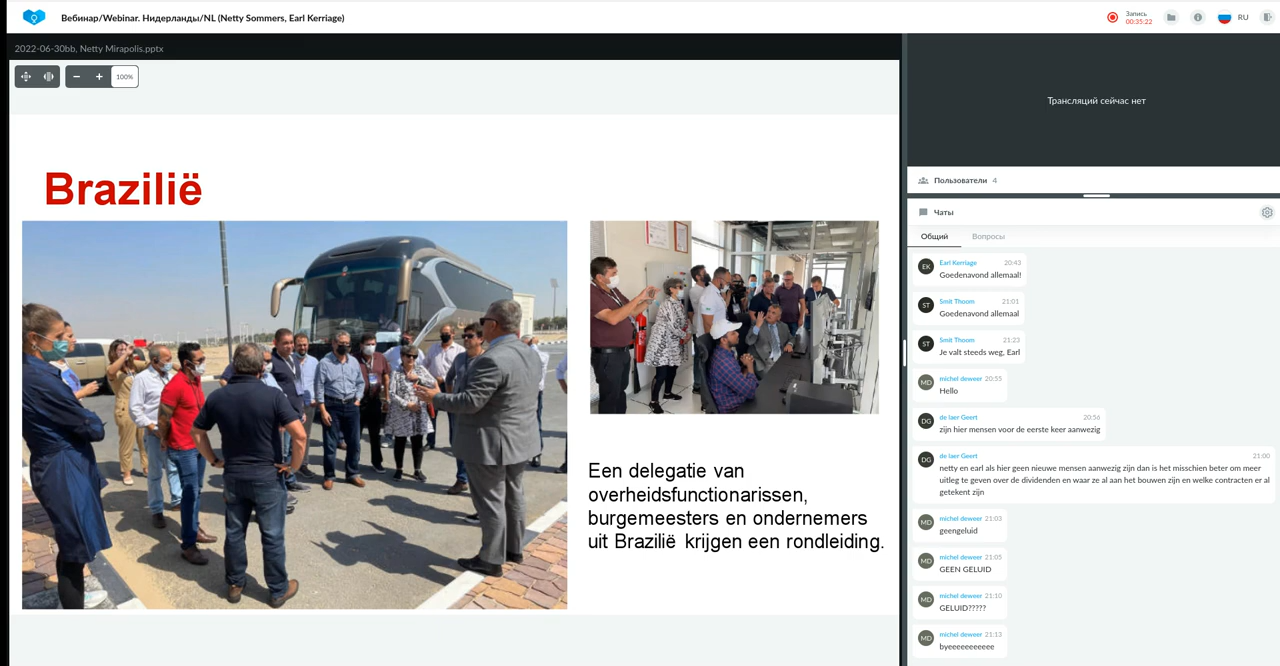 Вебинар/Webinar. Нидерланды/NL (Netty Sommers, Earl Kerriage)
Запись
00:35:22
RU
2022-06-30bb, Netty Mirapolis.pptx
100%
Brazilië
Een delegatie van
overheidsfunctionarissen,
burgemeesters en ondernemers
uit Brazilië krijgen een rondleiding.
Трансляций сейчас нет
Пользователи 4
Чаты
Общий Вопросы
EK
Earl Kerriage 20:43
Goedenavond allemaal!
ST
Smit Thoom 21:01
Goedenavond allemaal
ST
Smit Thoom 21:23
Je valt steeds weg, Earl
MD
michel deweer 20:55
Hello
DG
de laer Geert 20:56
zijn hier mensen voor de eerste keer aanwezig
DG
de laer Geert 21:00
netty en earl als hier geen nieuwe mensen aanwezig zijn dan is het misschien beter om meer
uitleg te geven over de dividenden en waar ze al aan het bouwen zijn en welke contracten er al
getekent zijn
MD
michel deweer 21:03
geengeluid
MD
michel deweer 21:05
GEEN GELUID
MD
michel deweer 21:10
GELUID?????
MD
michel deweer 21:13
byeeeeeeeeeee